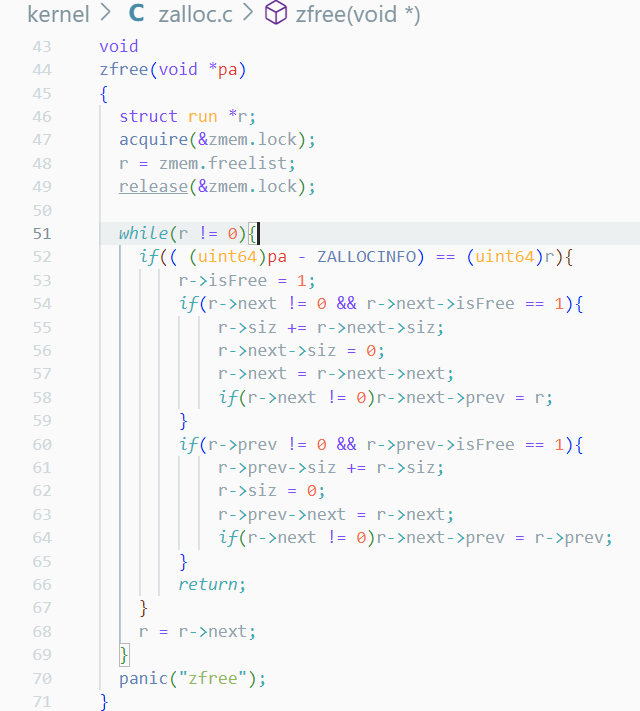 kernel > C zalloc.c > zfree(void *)
43 void
44 zfree(void *pa)
45 {
46 struct run *r;
47 acquire(&zmem.lock);
48 r = zmem.freelist;
49 release(&zmem.lock);
50
51 while(r != 0){
52 if(( (uint64)pa - ZALLOCINFO) == (uint64)r){
53 r->isFree = 1;
54 if(r->next != 0 && r->next->isFree == 1){
55 r->siz += r->next->siz;
56 r->next->siz = 0;
57 r->next = r->next->next;
58 if(r->next != 0)r->next->prev = r;
59 }
60 if(r->prev != 0 && r->prev->isFree == 1){
61 r->prev->siz += r->siz;
62 r->siz = 0;
63 r->prev->next = r->next;
64 if(r->next != 0)r->next->prev = r->prev;
65 }
66 return;
67 }
68 r = r->next;
69 }
70 panic("zfree");
71 }